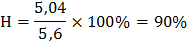 H = 5,04/5,6 × 100% = 90%